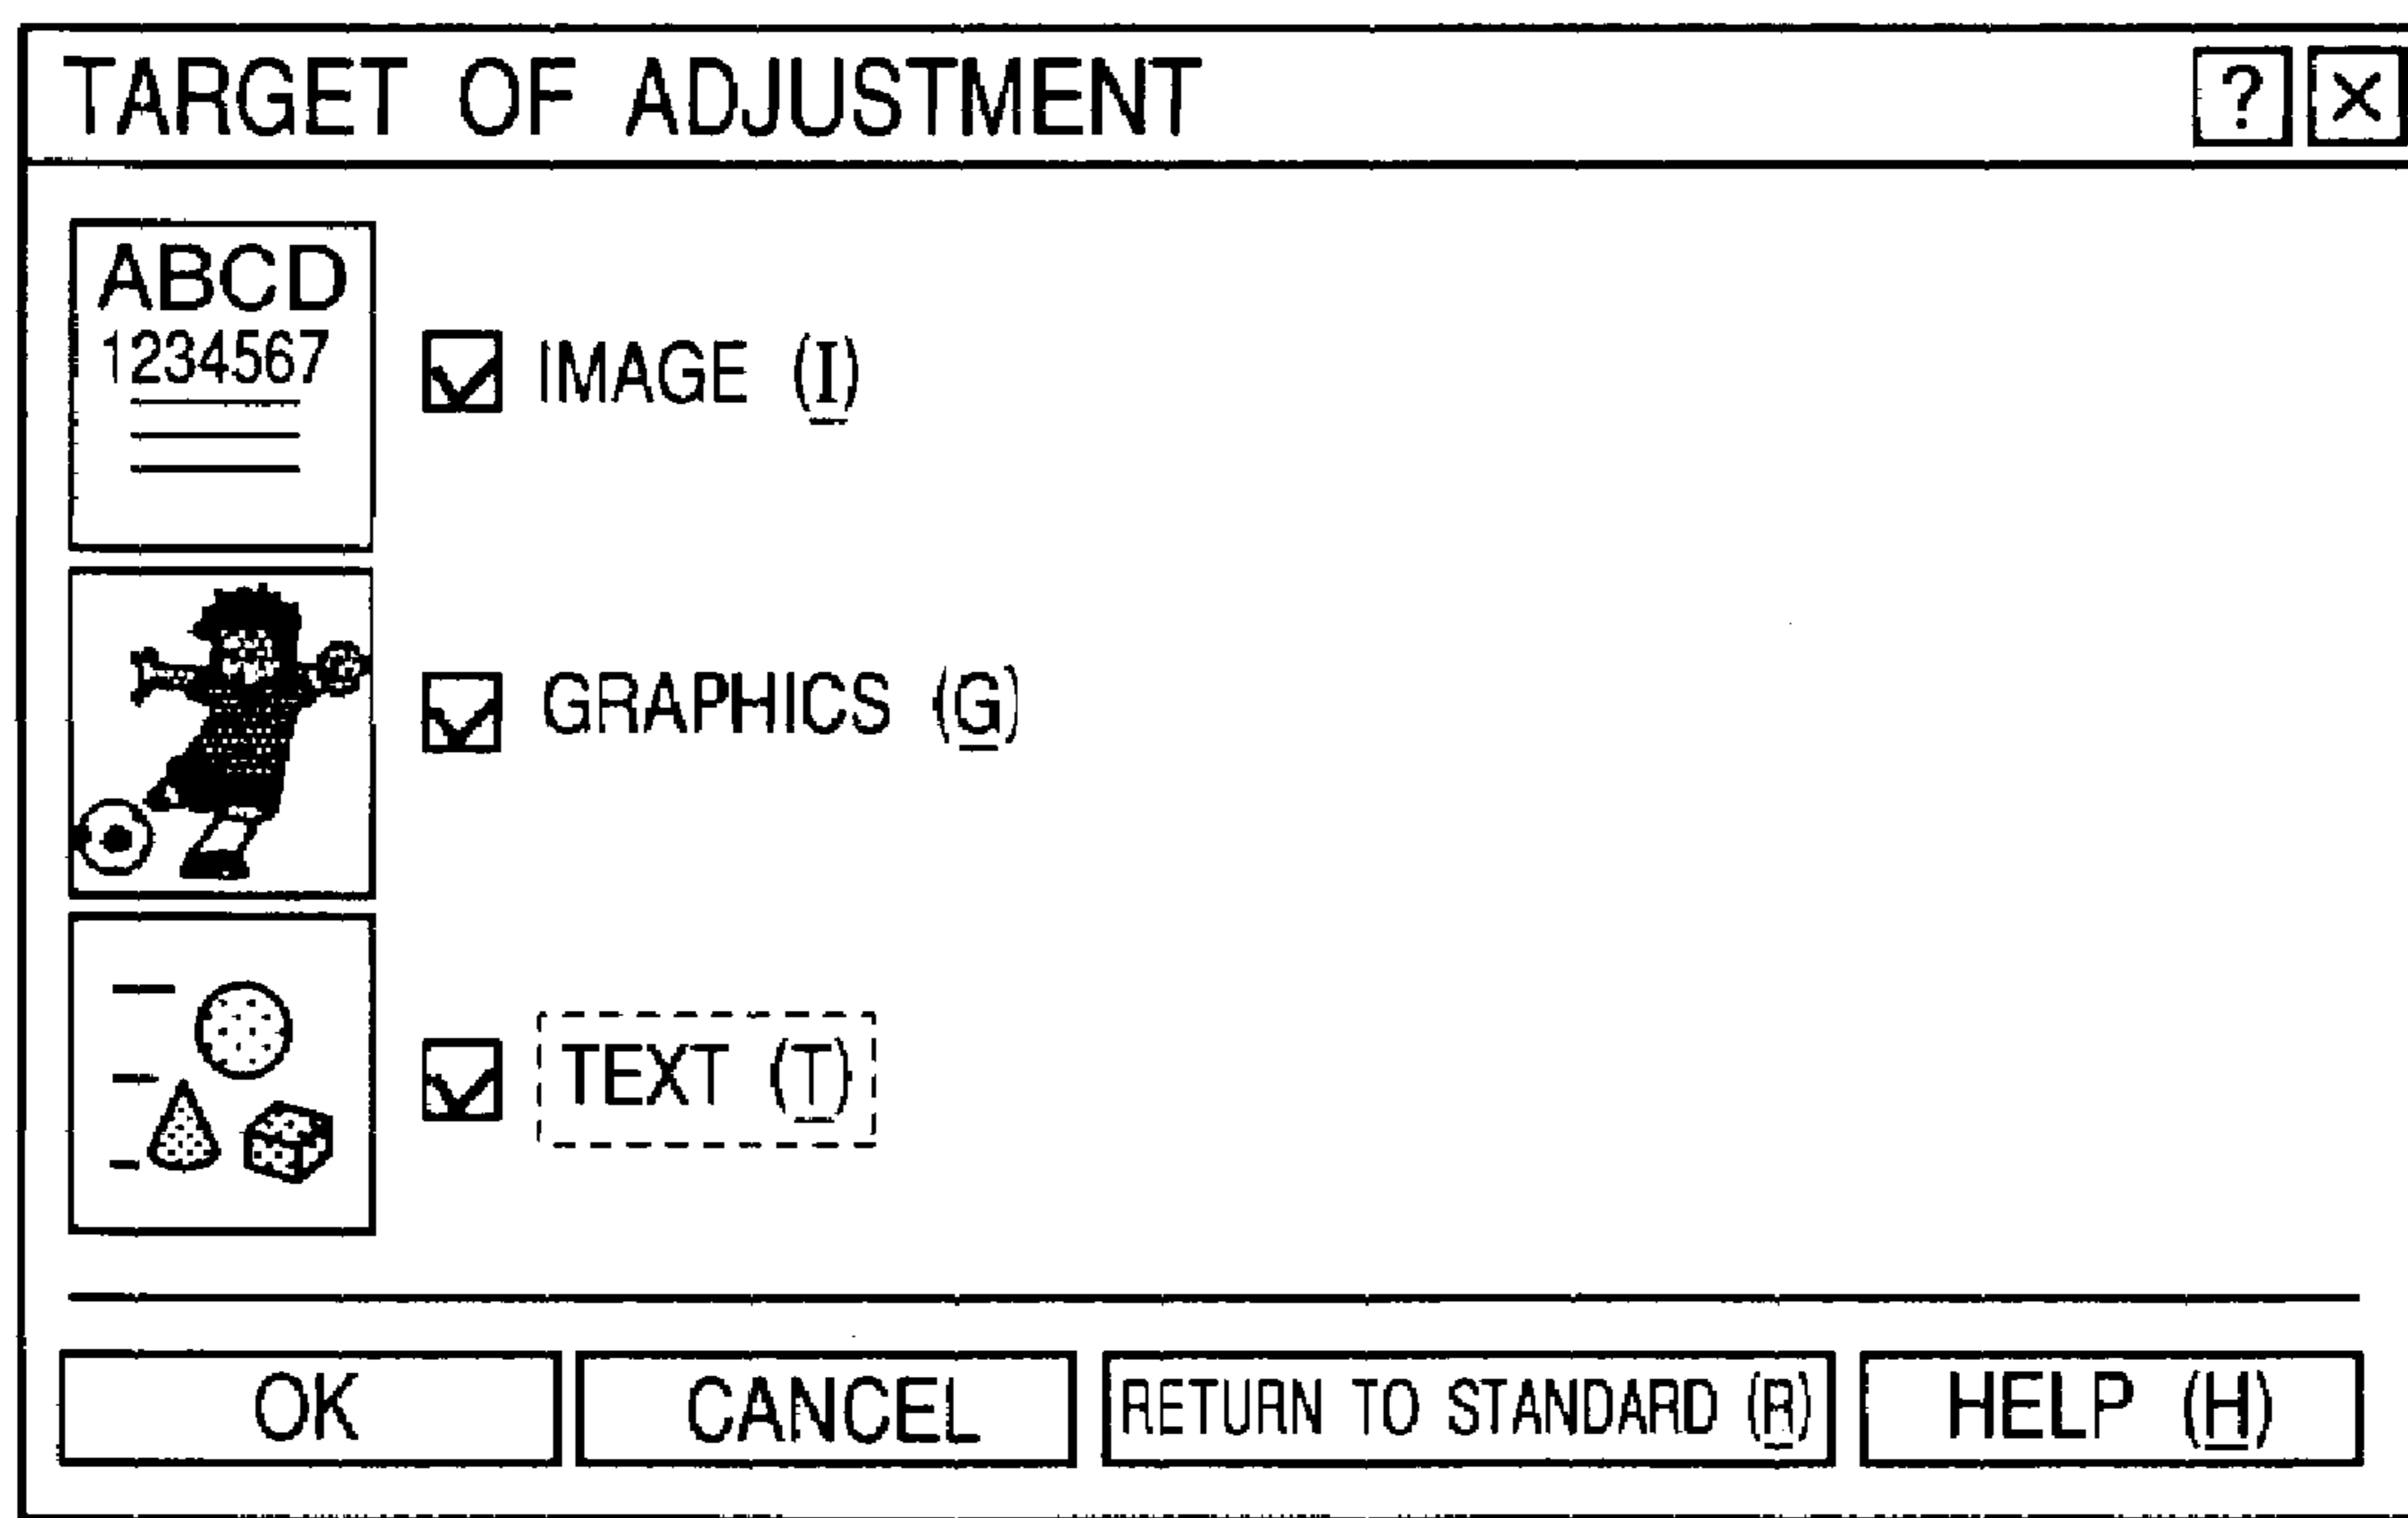 TARGET OF ADJUSTMENT ? ×
ABCD
1234567
IMAGE (I)
GRAPHICS (G)
TEXT (T)
OK CANCEL RETURN TO STANDARD (R) HELP (H)